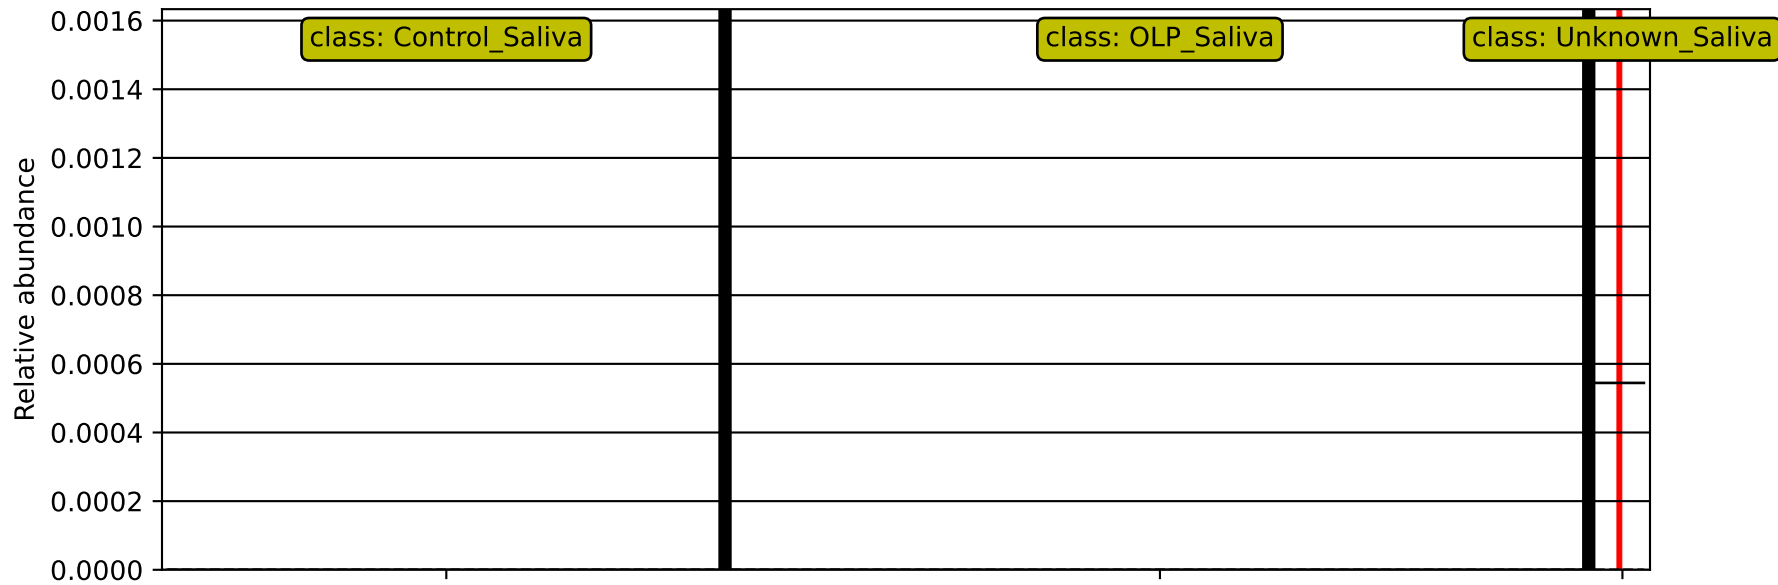 0.0016
class: Control_Saliva
class: OLP_Saliva
class: Unknown_Saliva
0.0014
0.0012
0.0010
0.0008
0.0006
0.0004
0.0002
0.0000
Relative abundance